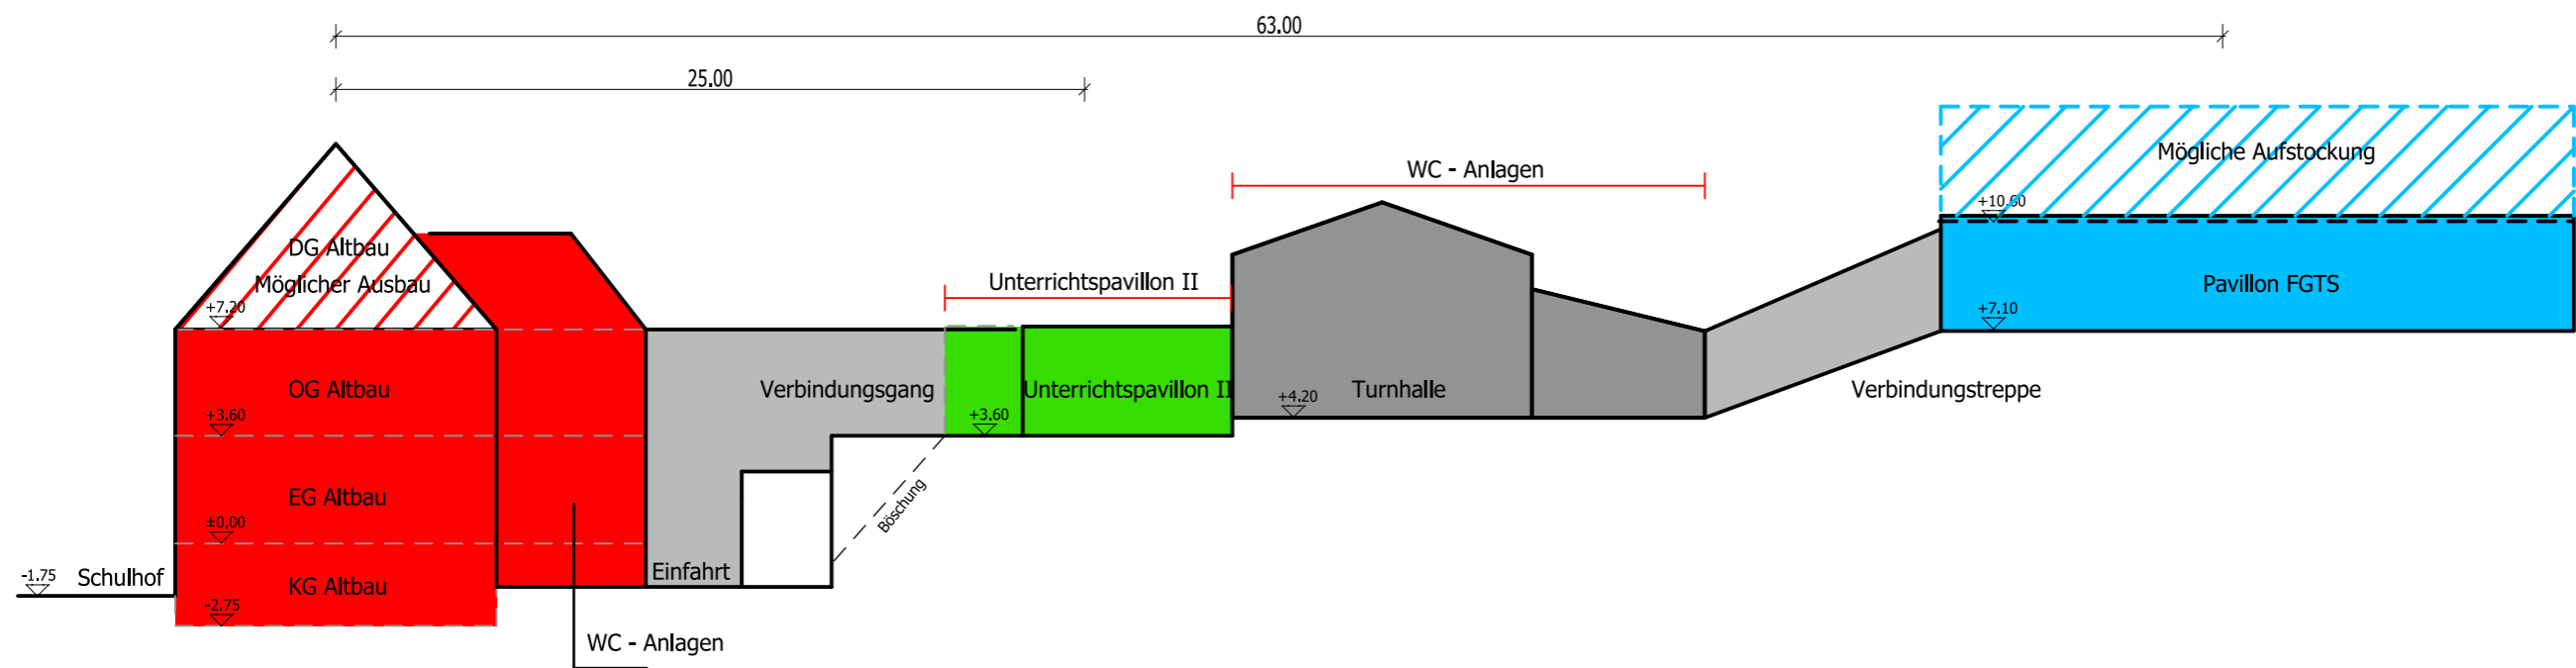 63.00
25.00
WC - Anlagen
Mögliche Aufstockung
+10,60
DG Altbau
Möglicher Ausbau
+7.20
Unterrichtspavillon II
Pavillon FGTS
+7.10
OG Altbau
+3,60
Verbindungsgang
Unterrichtspavillon II
+3,60
+4.20
Turnhalle
Verbindungstreppe
EG Altbau
±0,00
Böschung
-1.75
Schulhof
KG Altbau
-2.75
Einfahrt
WC - Anlagen